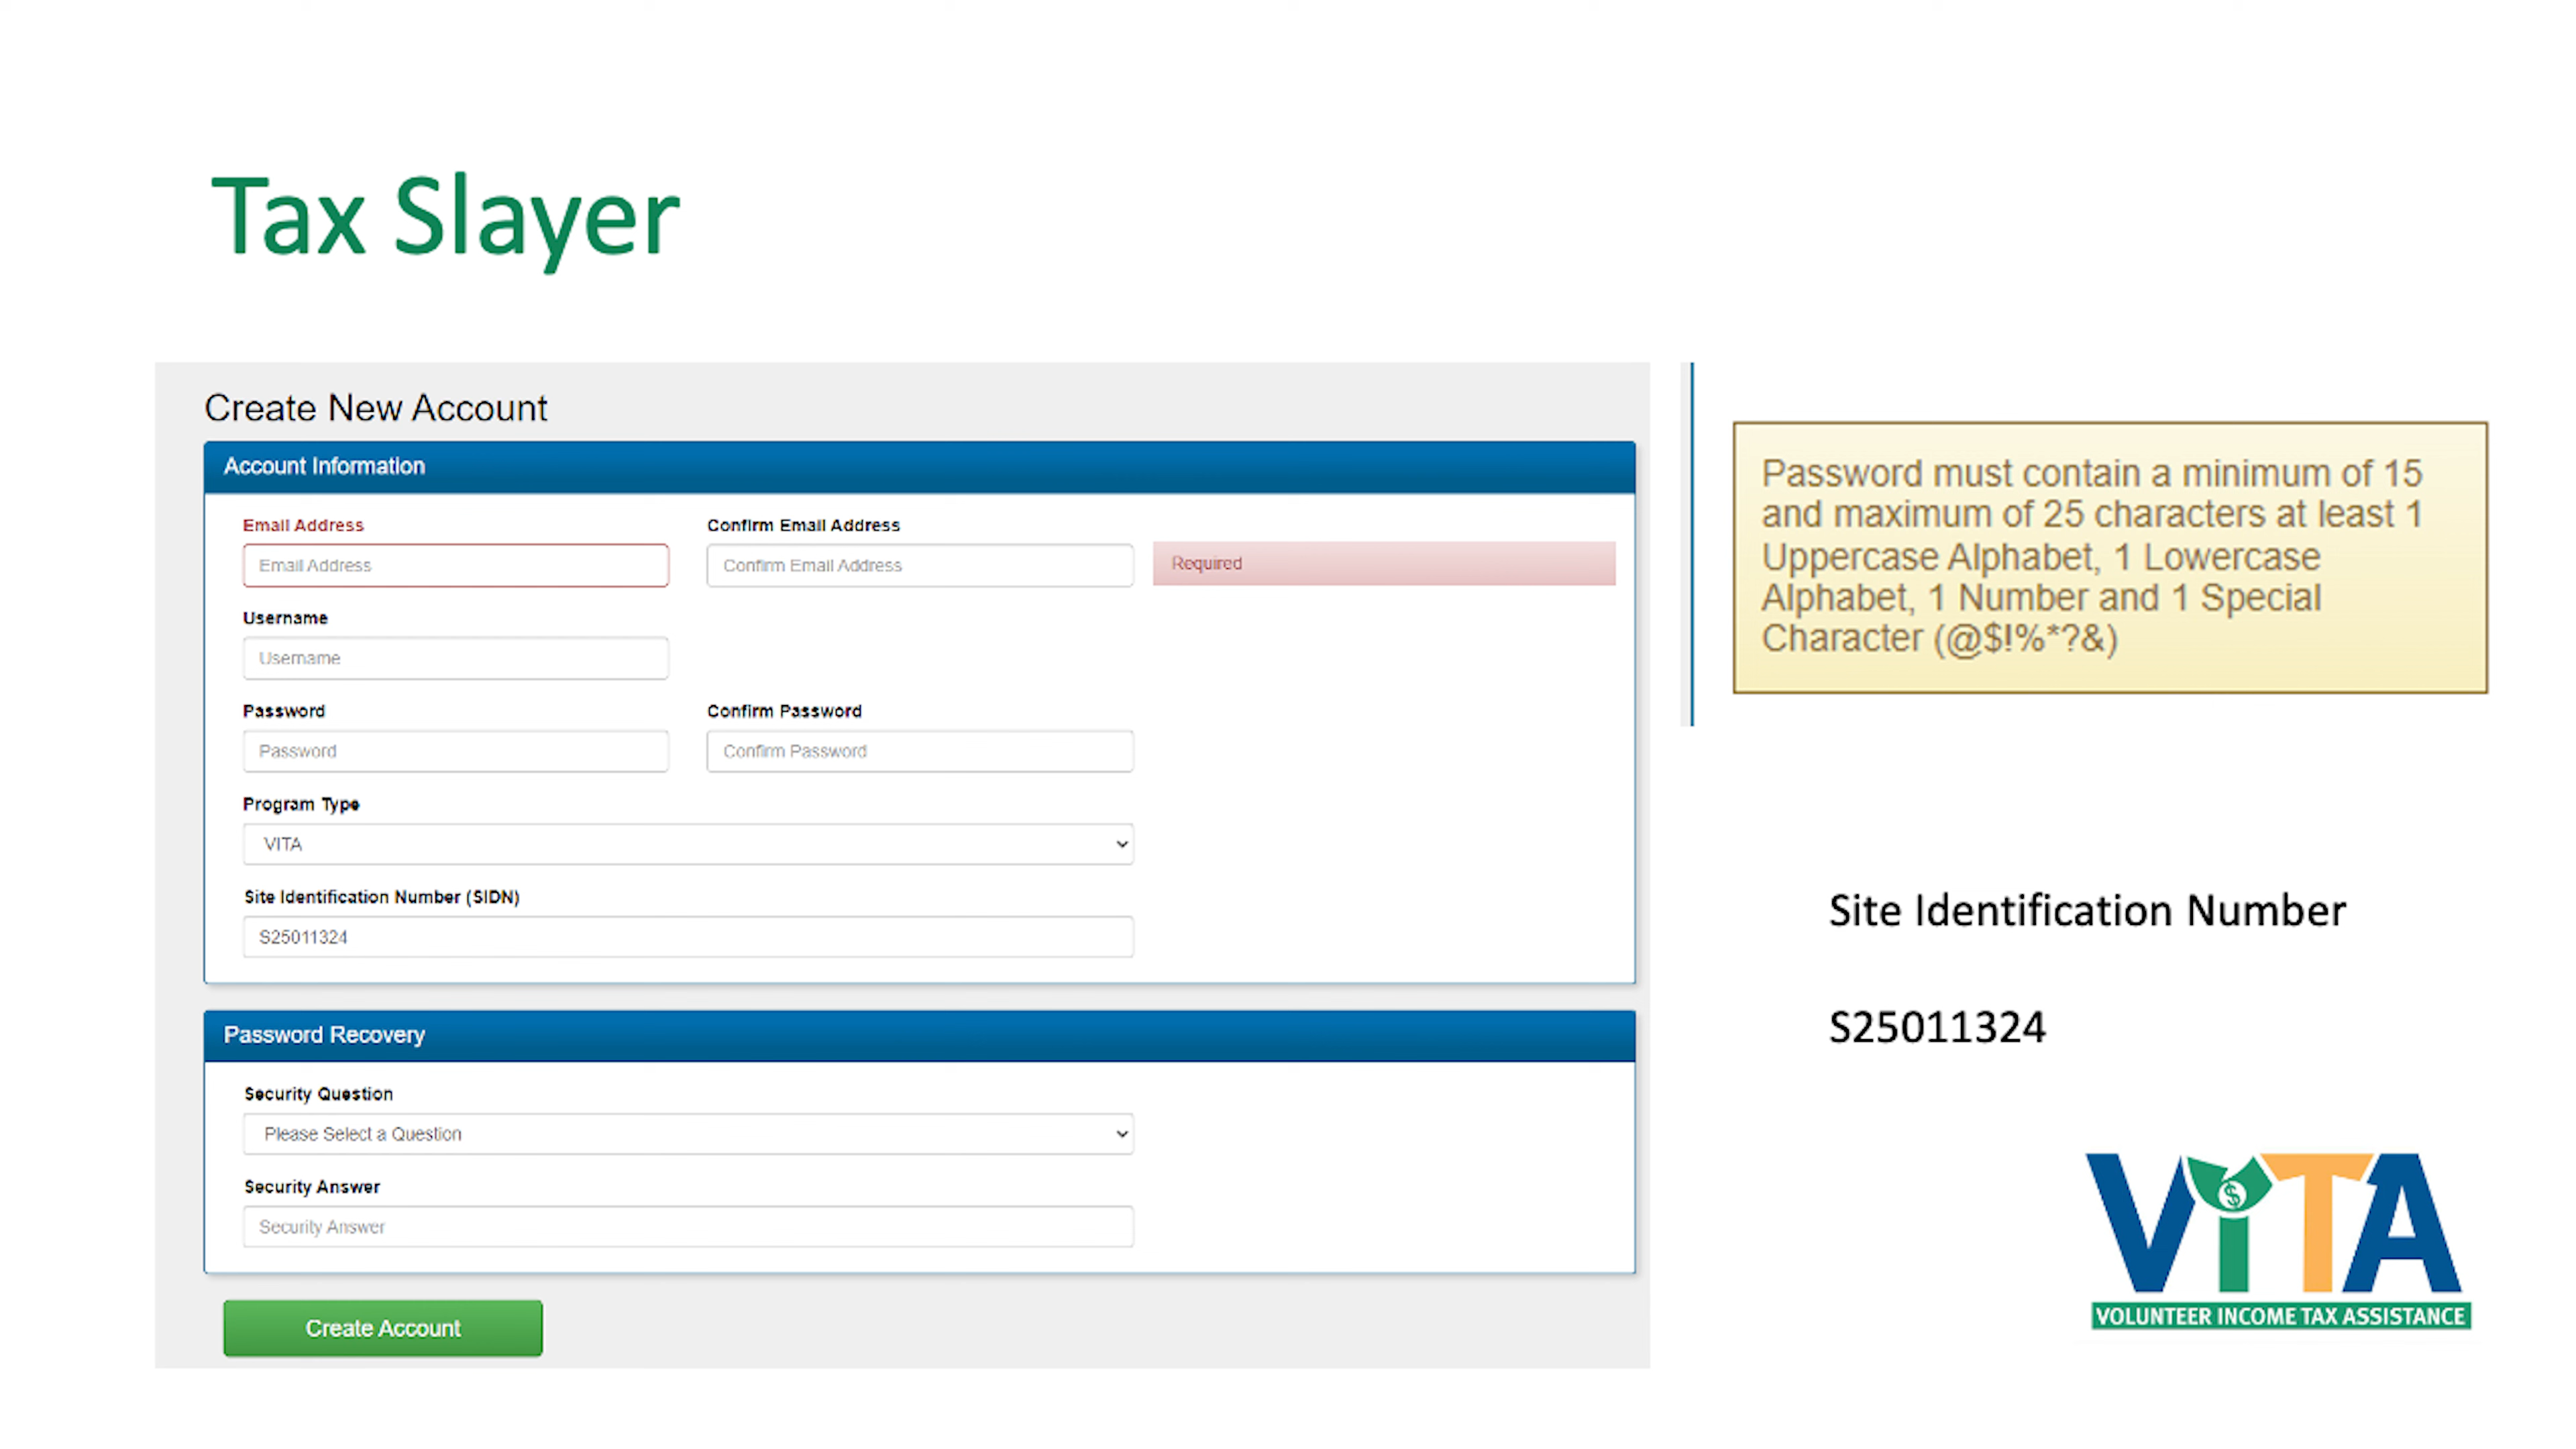 Tax Slayer
Create New Account
Account Information
Email Address
Confirm Email Address
Email Address
Confirm Email Address
Required
Username
Username
Password
Confirm Password
Password
Confirm Password
Program Type
VITA
Site Identification Number (SIDN)
S25011324
Password Recovery
Security Question
Please Select a Question
Security Answer
Security Answer
Create Account
Password must contain a minimum of 15
and maximum of 25 characters at least 1
Uppercase Alphabet, 1 Lowercase
Alphabet, 1 Number and 1 Special
Character (@$!%*?&)
Site Identification Number
S25011324
ViTA
$
VOLUNTEER INCOME TAX ASSISTANCE